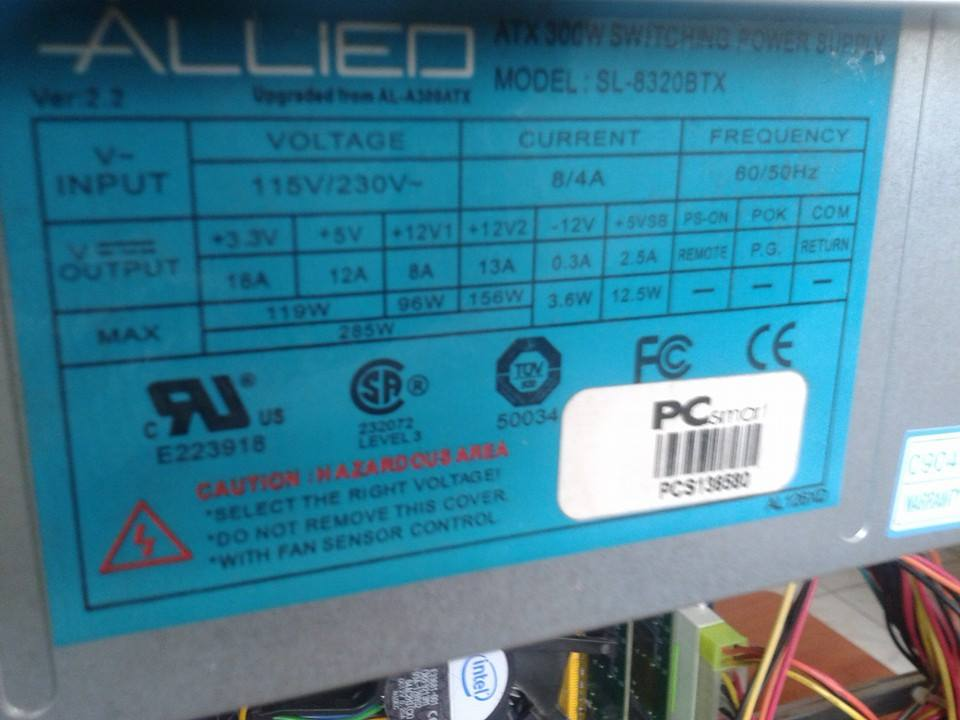 ALLIED
ATX 300W SWITCHING POWER SUPPLY
MODEL: SL-8320BTX
Ver:2.2
Upgraded from AL-A300ATX
V~ INPUT
VOLTAGE CURRENT FREQUENCY
115V/230V~ 8/4A 60/50Hz
V OUTPUT
+3.3V +5V +12V1 +12V2 -12V +5VSB PS-ON POK COM
18A 12A 8A 13A 0.3A 2.5A REMOTE P.G. RETURN
MAX
119W 96W 156W 3.6W 12.5W — — —
285W
C US
E223918
SA ®
232072
LEVEL 3
TUV
50034
FC
CE
PCsmart
PCS138580
CAUTION : HAZARDOUS AREA
*SELECT THE RIGHT VOLTAGE!
*DO NOT REMOVE THIS COVER.
*WITH FAN SENSOR CONTROL
C904
WARRANTY
intel